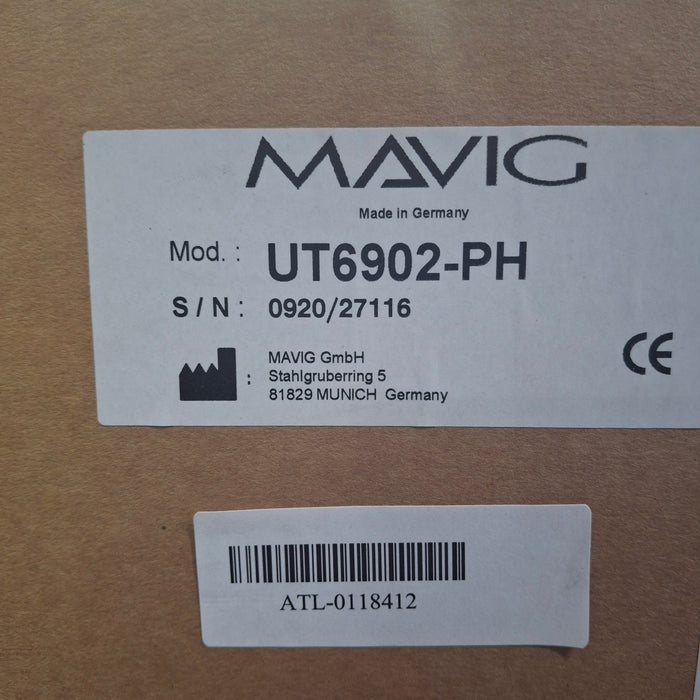 MAVIG
Made in Germany
Mod. : UT6902-PH
S / N : 0920/27116
MAVIG GmbH
: Stahlgruberring 5
81829 MUNICH Germany
CE
ATL-0118412